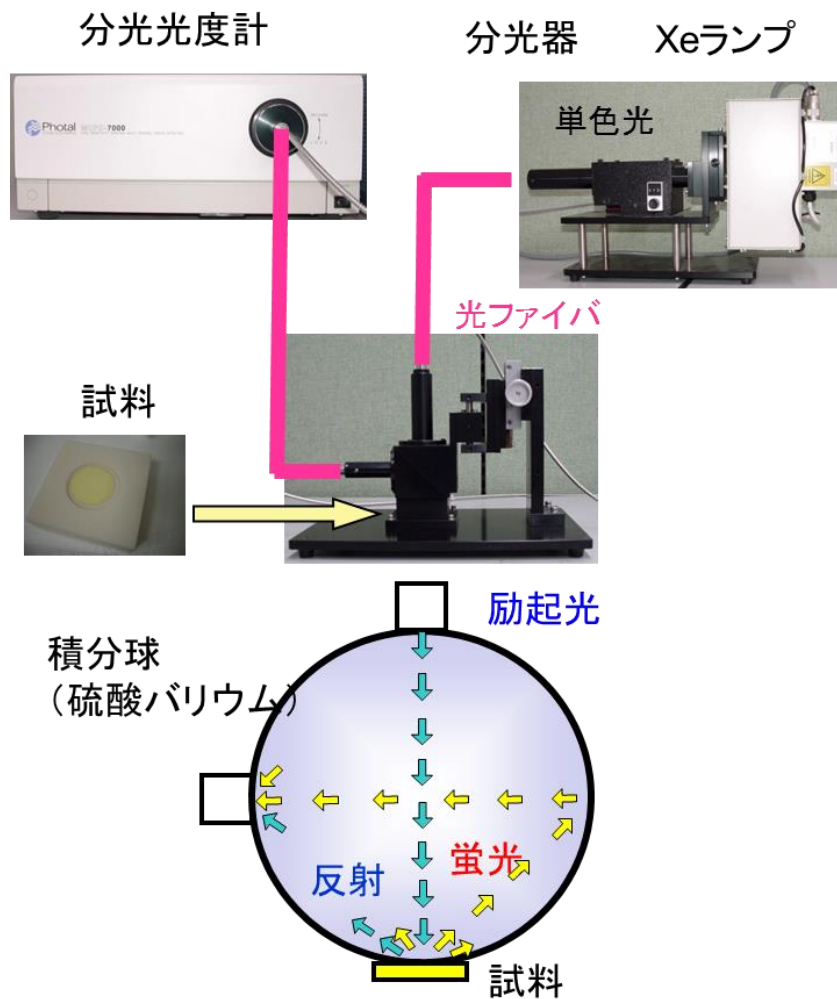 分光光度計
分光器
Xeランプ
Photal
7000
単色光
光ファイバ
試料
励起光
積分球
（硫酸バリウム）
蛍光
反射
試料